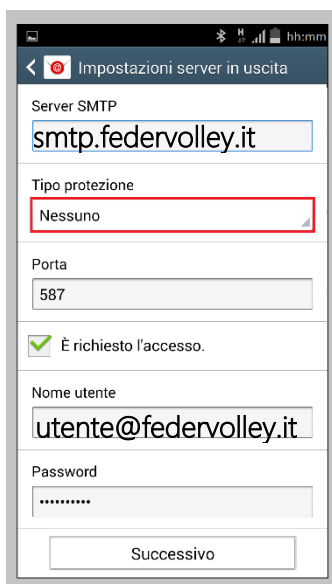 H
hh:mm
Impostazioni server in uscita
Server SMTP
smtp.federvolley.it
Tipo protezione
Nessuno
Porta
587
È richiesto l'accesso.
Nome utente
utente@federvolley.it
Password
••••••••••
Successivo